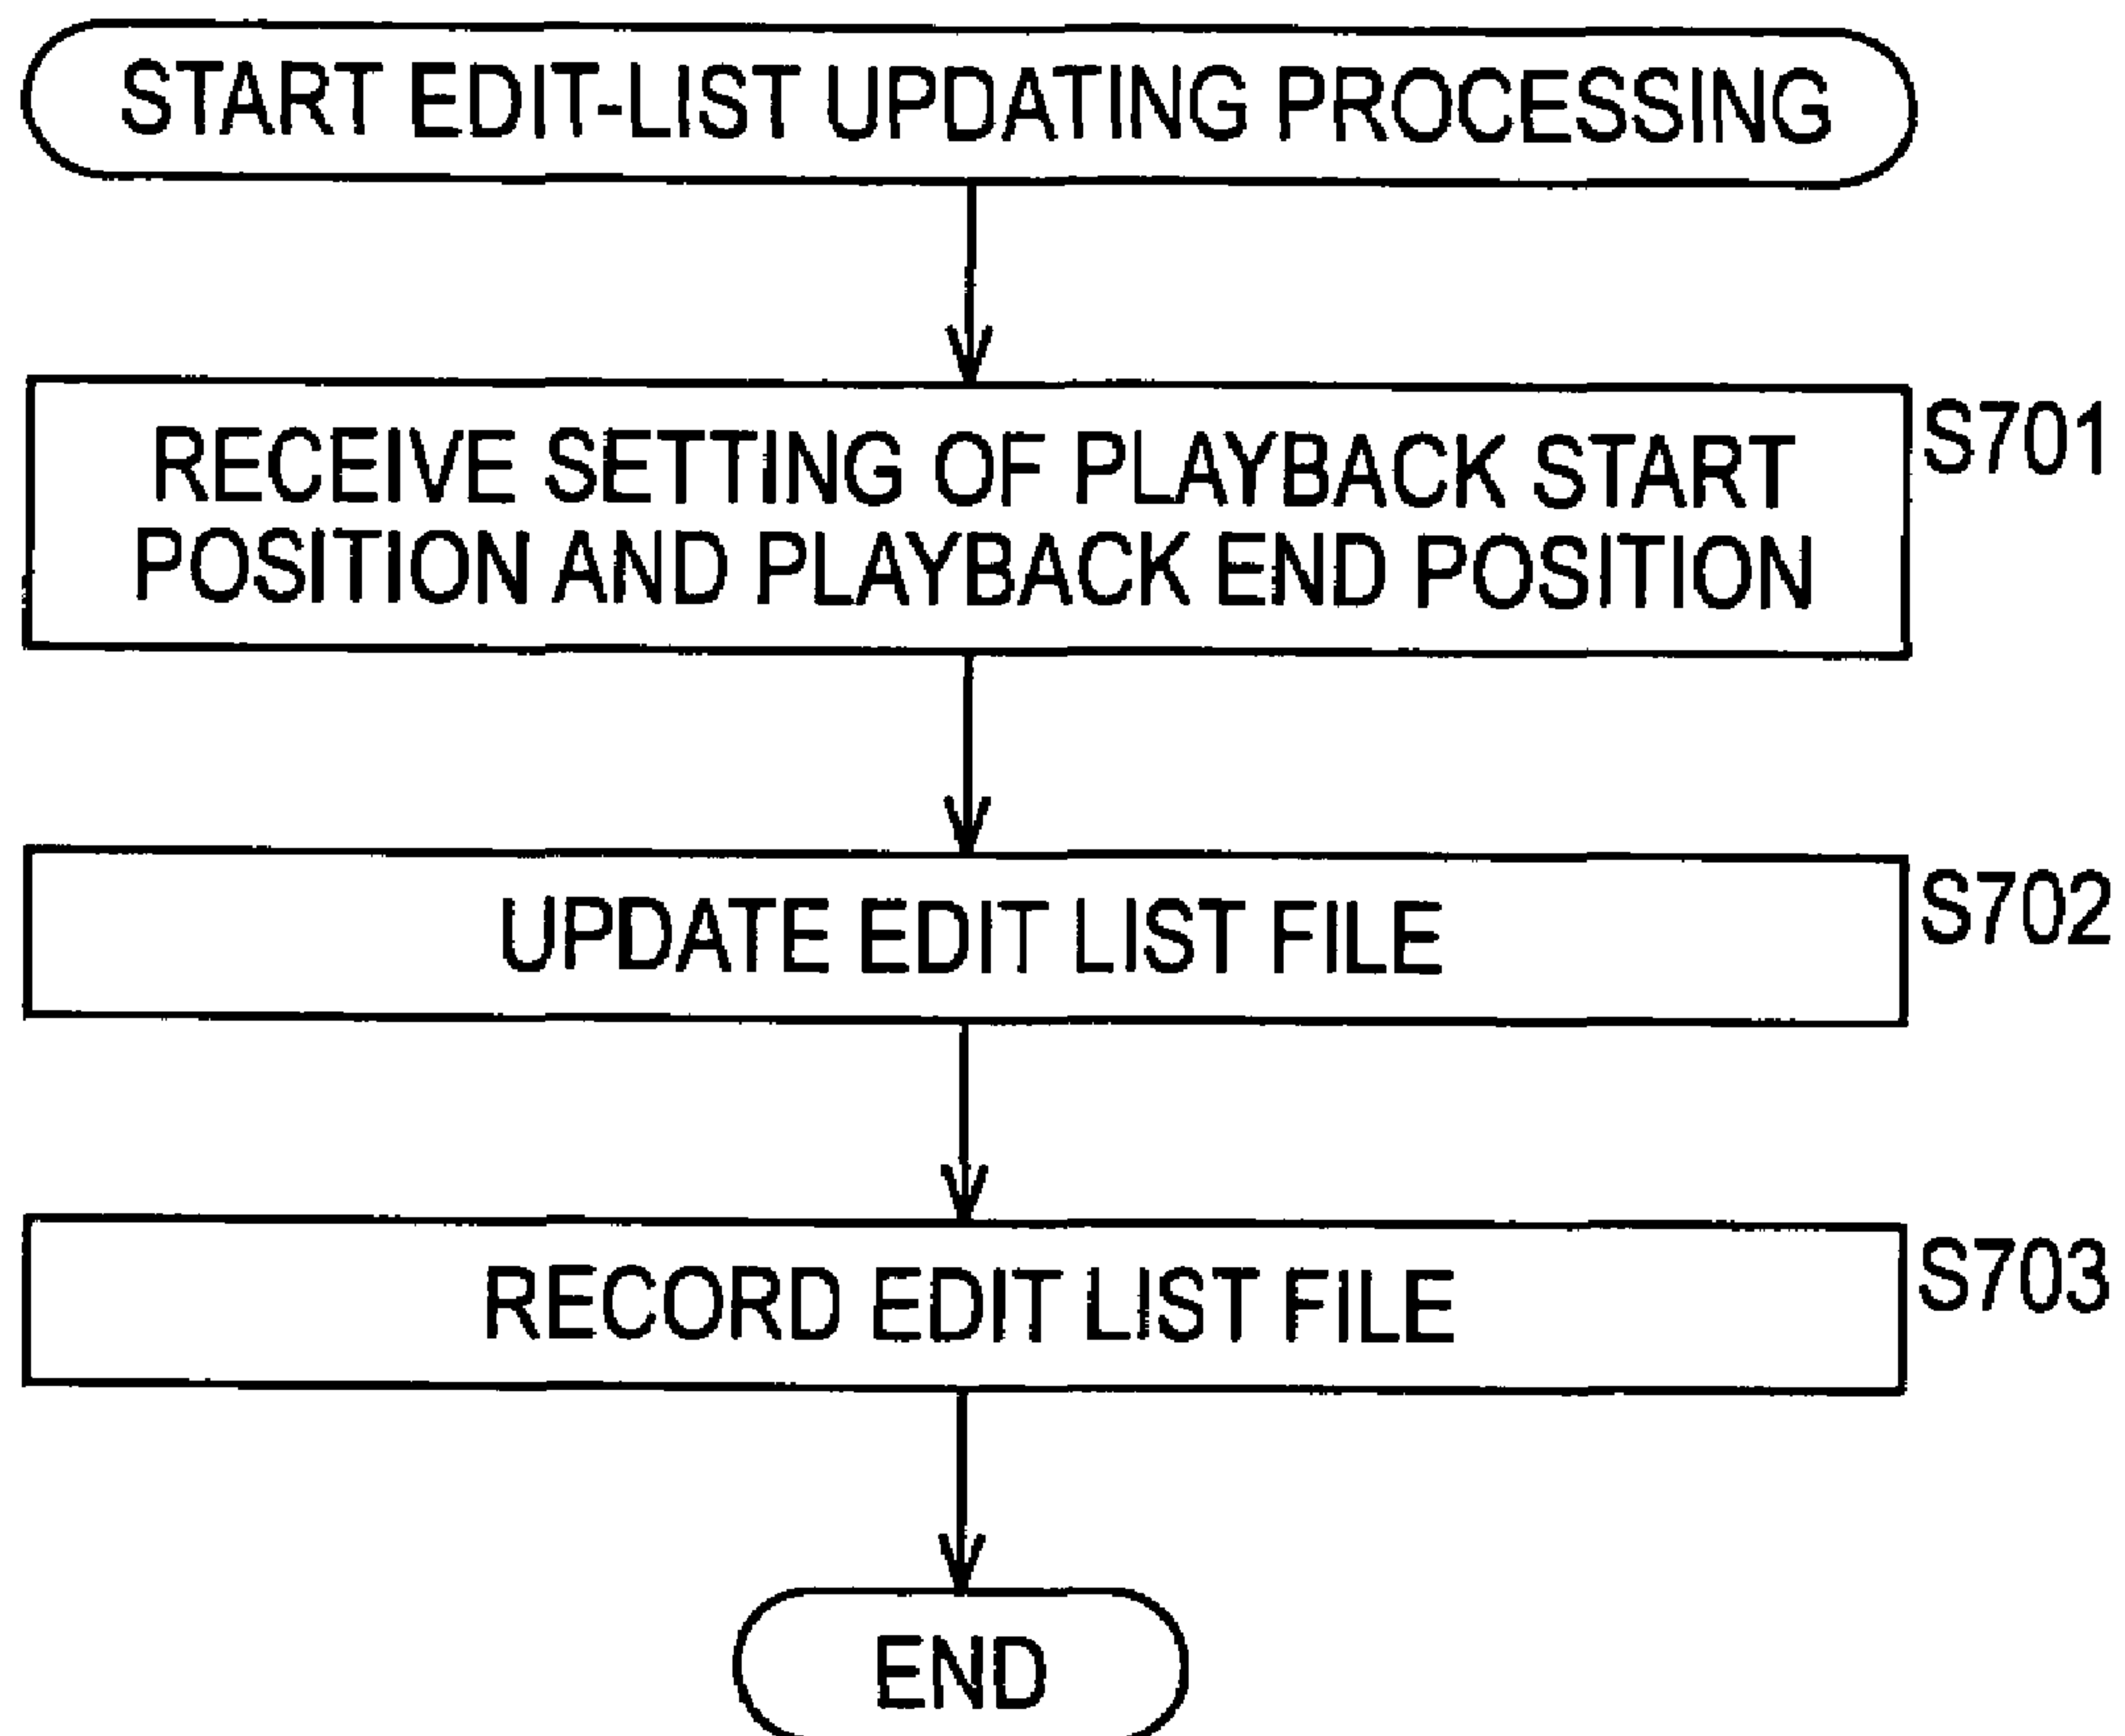 START EDIT-LIST UPDATING PROCESSING
RECEIVE SETTING OF PLAYBACK START
POSITION AND PLAYBACK END POSITION
S701
UPDATE EDIT LIST FILE
S702
RECORD EDIT LIST FILE
S703
END